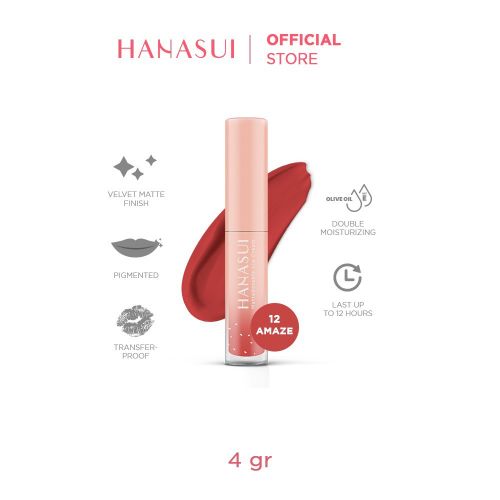 HANASUI
OFFICIAL
STORE
VELVET MATTE
FINISH
PIGMENTED
TRANSFER-
PROOF
HANASUI
12
AMAZE
OLIVE OIL
E
DOUBLE
MOISTURIZING
LAST UP
TO 12 HOURS
4 gr